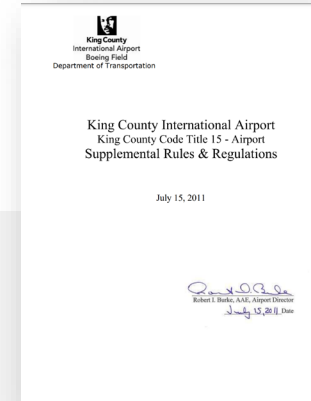 King County
International Airport
Boeing Field
Department of Transportation
King County International Airport
King County Code Title 15 - Airport
Supplemental Rules & Regulations
July 15, 2011
Robert I. Burke, AAE, Airport Director
July 15, 2011 Date